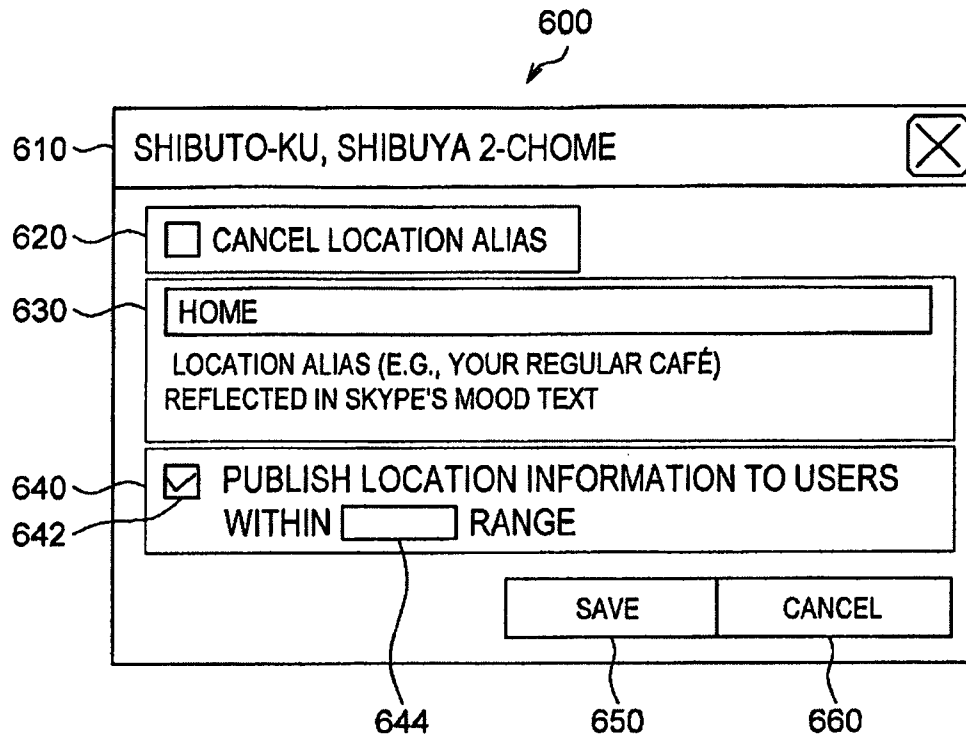 600
610
SHIBUTO-KU, SHIBUYA 2-CHOME
620
CANCEL LOCATION ALIAS
630
HOME
LOCATION ALIAS (E.G., YOUR REGULAR CAFÉ)
REFLECTED IN SKYPE'S MOOD TEXT
640
PUBLISH LOCATION INFORMATION TO USERS
642
WITHIN RANGE
SAVE CANCEL
644 650 660